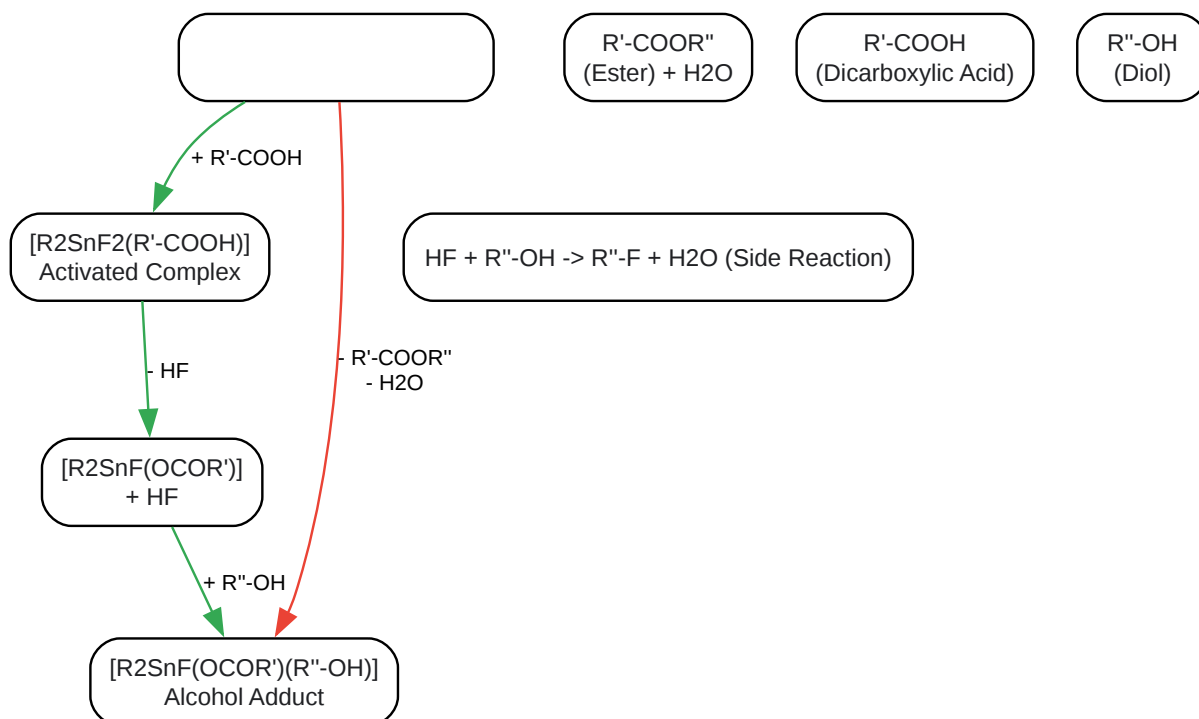 R'-COOR"
(Ester) + H2O
R'-COOH
(Dicarboxylic Acid)
R"-OH
(Diol)
+ R'-COOH
[R2SnF2(R'-COOH)]
Activated Complex
HF + R"-OH -> R"-F + H2O (Side Reaction)
- HF
- R'-COOR"
- H2O
[R2SnF(OCOR')]
+ HF
+ R"-OH
[R2SnF(OCOR')(R"-OH)]
Alcohol Adduct